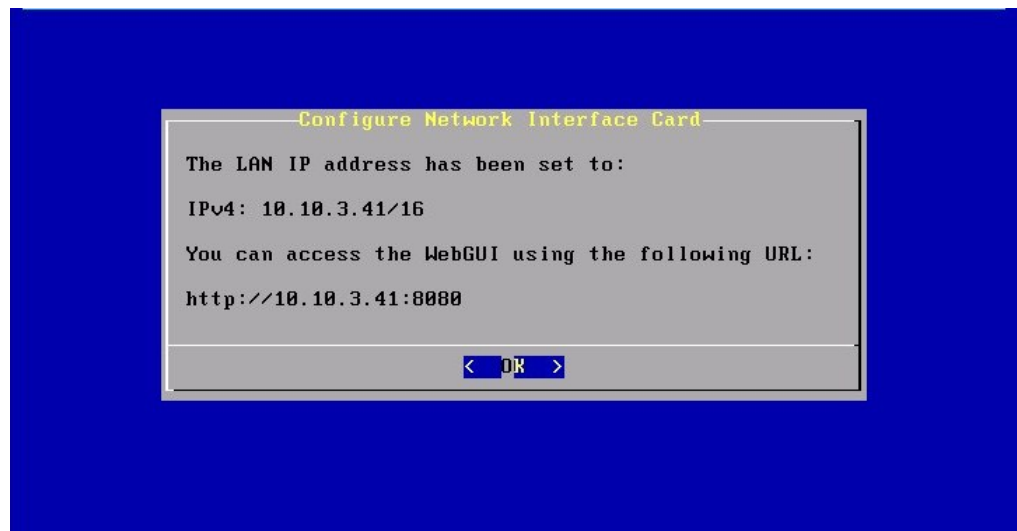 Configure Network Interface Card
The LAN IP address has been set to:
IPv4: 10.10.3.41/16
You can access the WebGUI using the following URL:
http://10.10.3.41:8080
< OK >